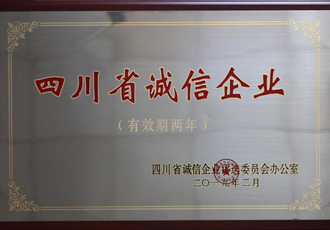 四川省诚信企业
（有效期两年）
四川省诚信企业评选委员会办公室
二〇一九年二月